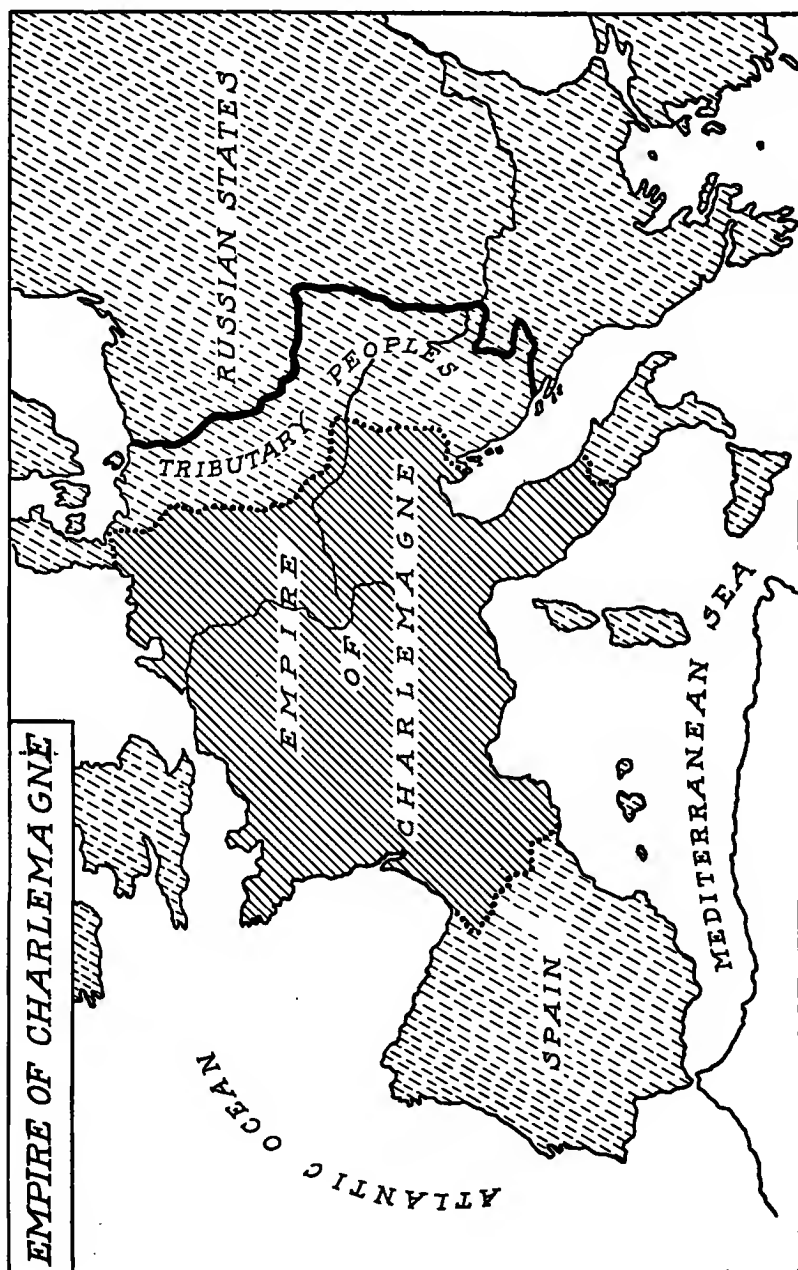 EMPIRE OF CHARLEMAGNE
RUSSIAN STATES
TRIBUTARY PEOPLES
EMPIRE
OF
CHARLEMAGNE
ATLANTIC OCEAN
SPAIN
MEDITERRANEAN SEA